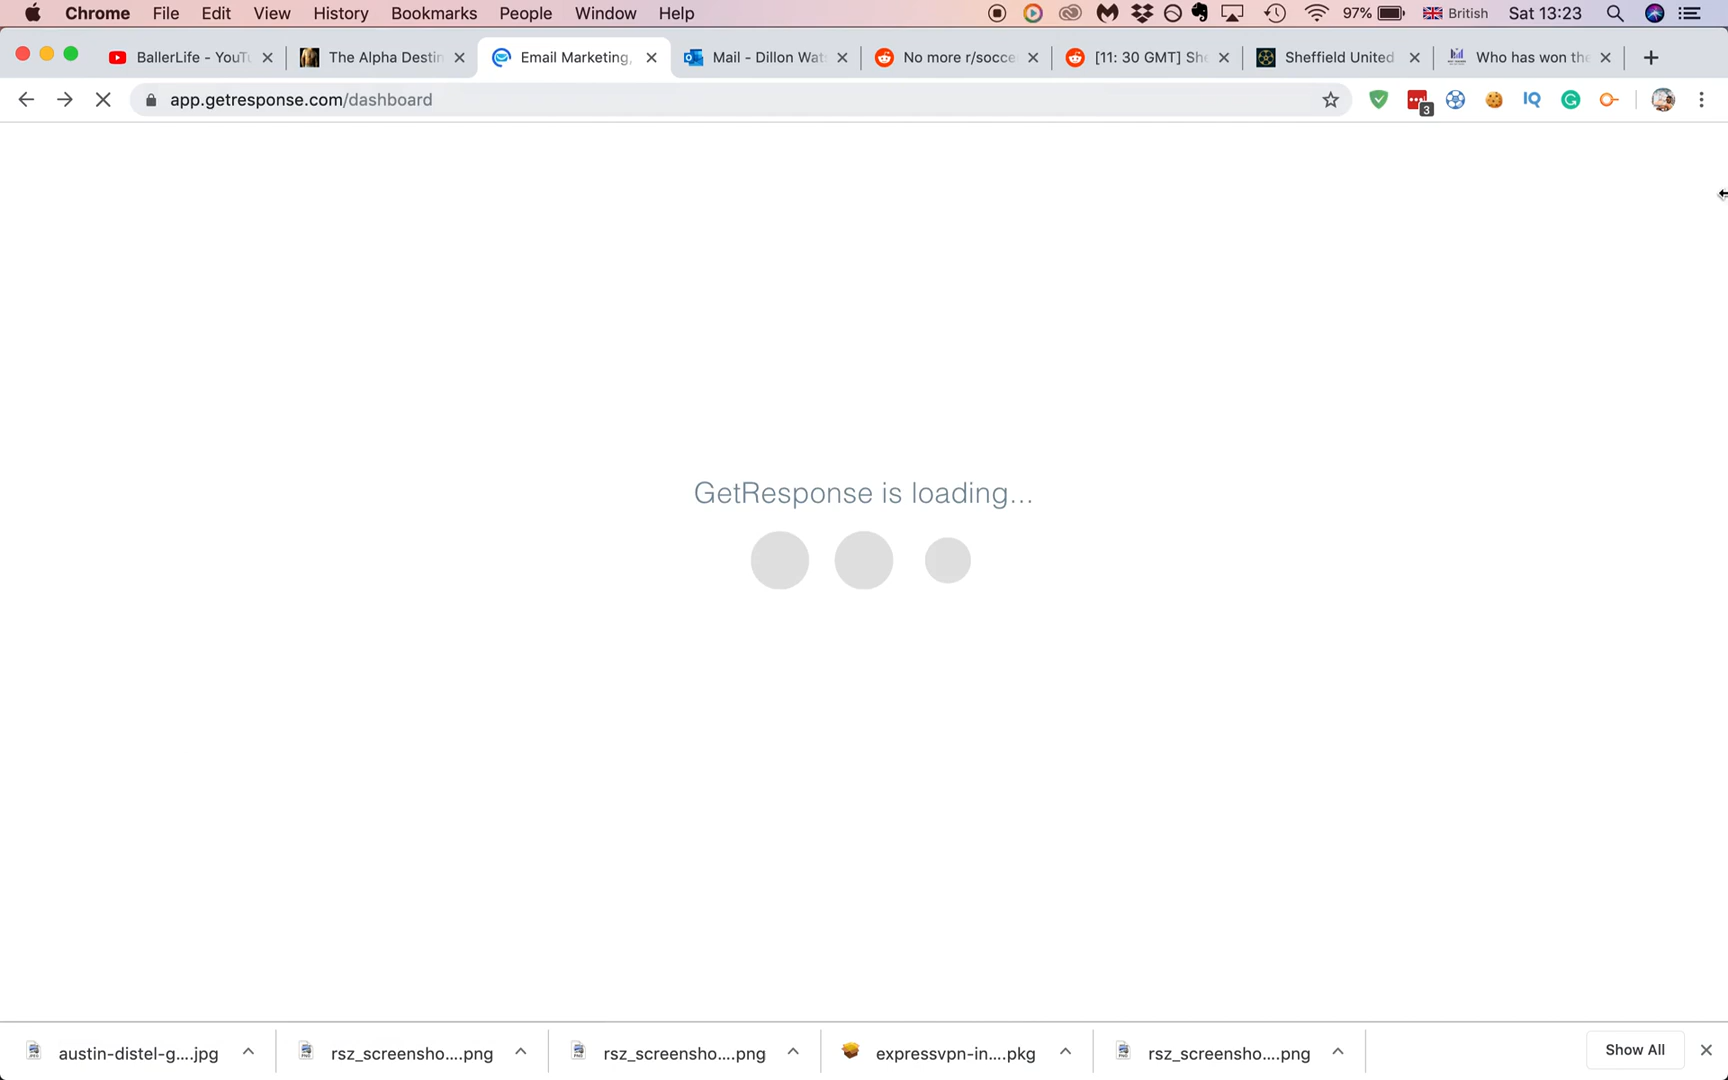 Chrome File Edit View History Bookmarks People Window Help 97% British Sat 13:23
BallerLife - YouTu The Alpha Destin Email Marketing, Mail - Dillon Wat No more r/socce [11: 30 GMT] She Sheffield United Who has won the
app.getresponse.com/dashboard IQ 3
GetResponse is loading...
austin-distel-g....jpg rsz_screensho....png rsz_screensho....png expressvpn-in....pkg rsz_screensho....png Show All